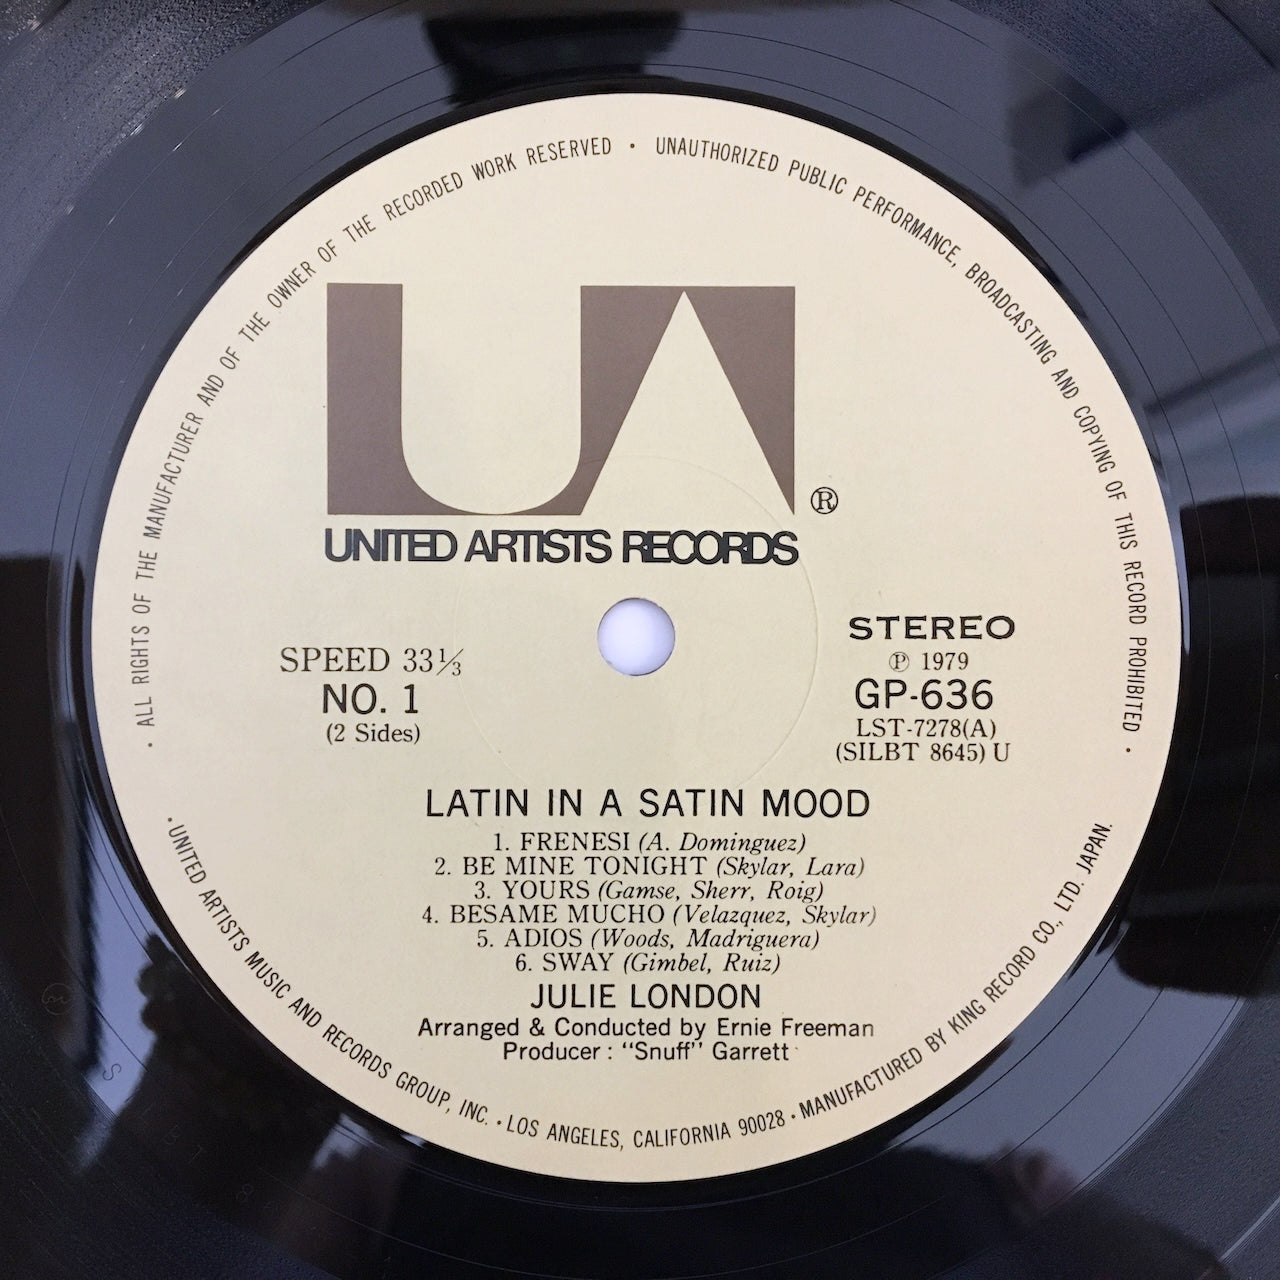 · ALL RIGHTS OF THE MANUFACTURER AND OF THE OWNER OF THE RECORDED WORK RESERVED · UNAUTHORIZED PUBLIC PERFORMANCE, BROADCASTING AND COPYING OF THIS RECORD PROHIBITED ·
UA ®
UNITED ARTISTS RECORDS
SPEED 33⅓
NO. 1
(2 Sides)
STEREO
℗ 1979
GP-636
LST-7278(A)
(SILBT 8645) U
LATIN IN A SATIN MOOD
1. FRENESI (A. Dominguez)
2. BE MINE TONIGHT (Skylar, Lara)
3. YOURS (Gamse, Sherr, Roig)
4. BESAME MUCHO (Velazquez, Skylar)
5. ADIOS (Woods, Madriguera)
6. SWAY (Gimbel, Ruiz)
JULIE LONDON
Arranged & Conducted by Ernie Freeman
Producer : "Snuff" Garrett
· UNITED ARTISTS MUSIC AND RECORDS GROUP, INC. · LOS ANGELES, CALIFORNIA 90028 · MANUFACTURED BY KING RECORD CO., LTD. JAPAN.